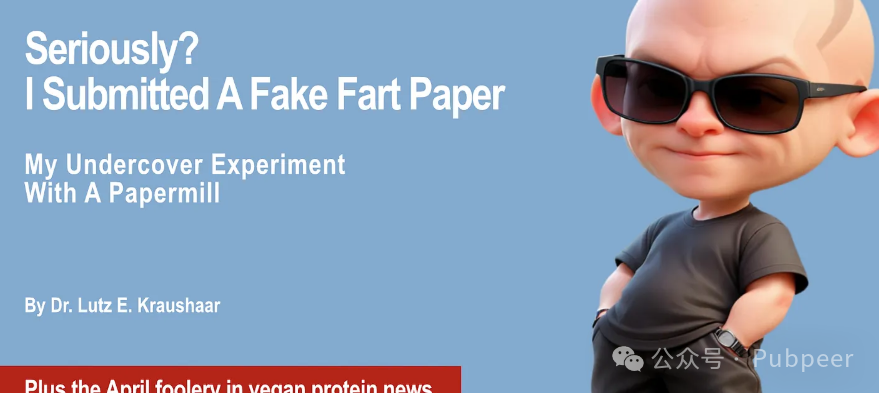 Seriously?
I Submitted A Fake Fart Paper
My Undercover Experiment
With A Papermill
By Dr. Lutz E. Kraushaar
公众号 · Pubpeer
Plus the April foolery in vegan protein news